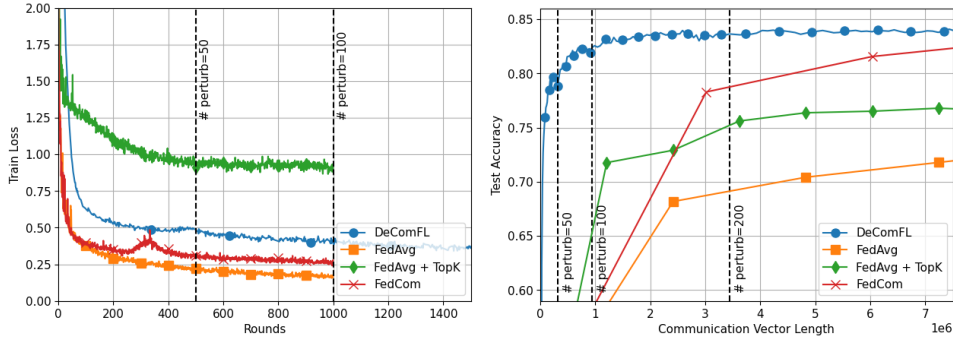 2.00
1.75
1.50
1.25
1.00
0.75
0.50
0.25
0.00
Train Loss
0 200 400 600 800 1000 1200 1400
Rounds
# perturb=50
# perturb=100
DeComFL
FedAvg
FedAvg + TopK
FedCom
0.85
0.80
0.75
0.70
0.65
0.60
Test Accuracy
0 1 2 3 4 5 6 7
1e6
Communication Vector Length
# perturb=50
# perturb=100
# perturb=200
DeComFL
FedAvg
FedAvg + TopK
FedCom